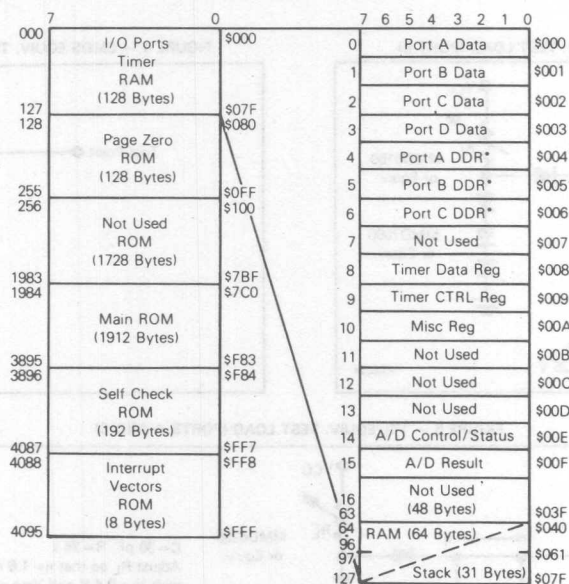 7 0
000 I/O Ports $000
Timer
RAM
(128 Bytes)
127 $07F
128 $080
Page Zero
ROM
(128 Bytes)
255 $0FF
256 $100
Not Used
ROM
(1728 Bytes)
1983 $7BF
1984 $7C0
Main ROM
(1912 Bytes)
3895 $F83
3896 $F84
Self Check
ROM
(192 Bytes)
4087 $FF7
4088 $FF8
Interrupt
Vectors
ROM
(8 Bytes)
4095 $FFF
7 6 5 4 3 2 1 0
0 Port A Data $000
1 Port B Data $001
2 Port C Data $002
3 Port D Data $003
4 Port A DDR* $004
5 Port B DDR* $005
6 Port C DDR* $006
7 Not Used $007
8 Timer Data Reg $008
9 Timer CTRL Reg $009
10 Misc Reg $00A
11 Not Used $00B
12 Not Used $00C
13 Not Used $00D
14 A/D Control/Status $00E
15 A/D Result $00F
16 Not Used
63 (48 Bytes) $03F
64 RAM (64 Bytes) $040
96
97 $061
127 Stack (31 Bytes) $07F